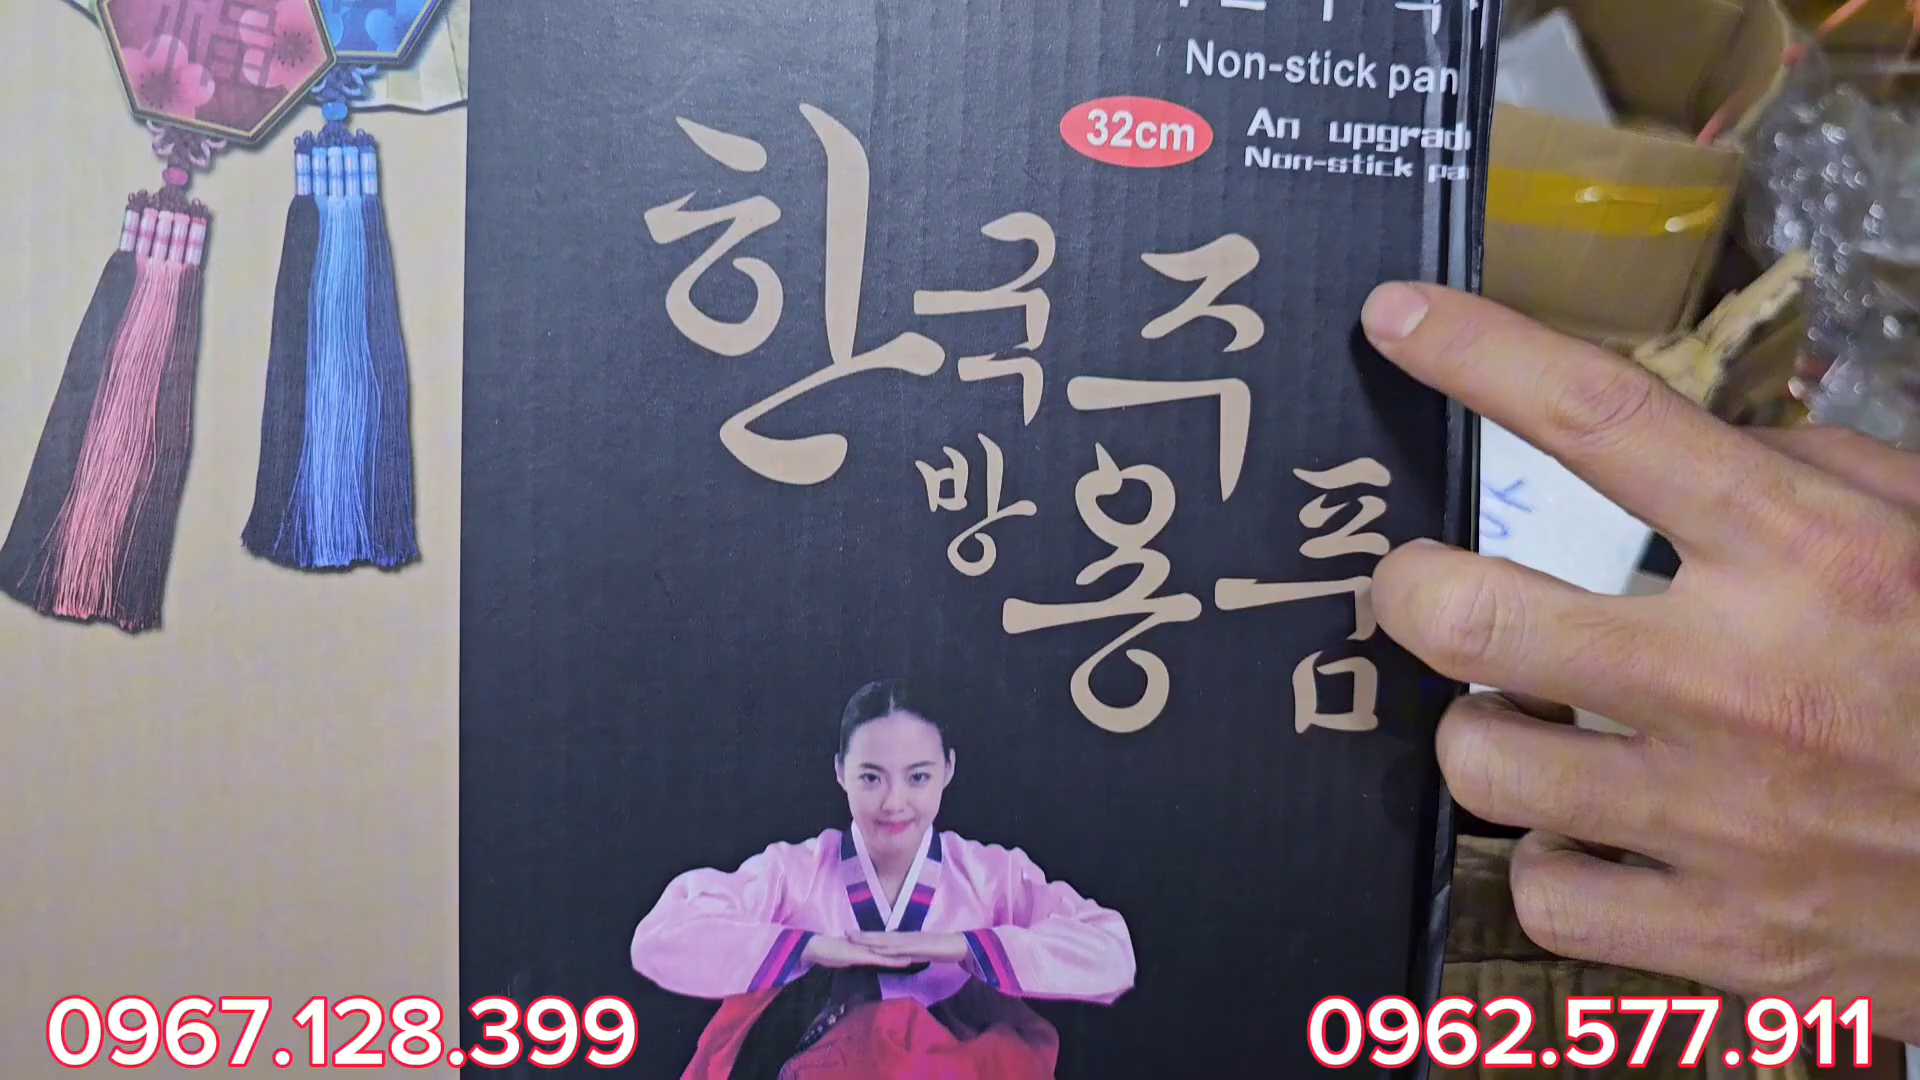 Non-stick pan
32cm
An upgrad
Non-stick pa
한국주
방용품
0967.128.399
0962.577.911